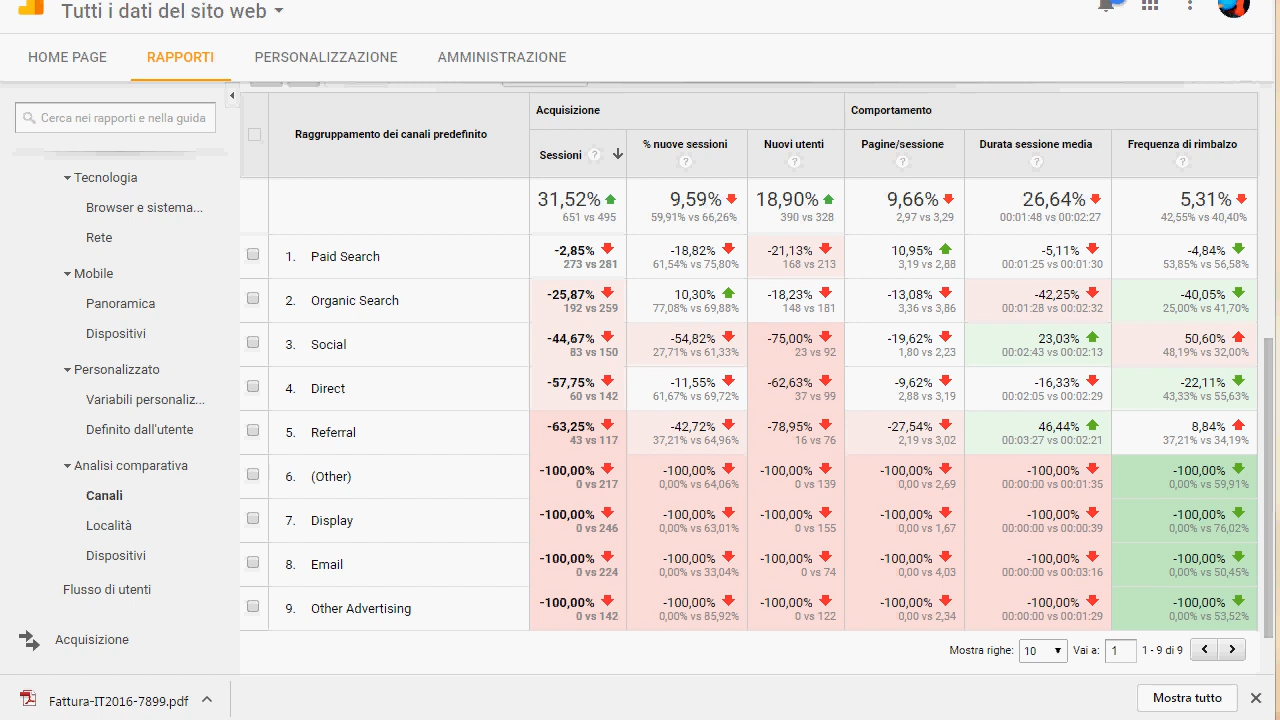 Tutti i dati del sito web
HOME PAGE RAPPORTI PERSONALIZZAZIONE AMMINISTRAZIONE
Cerca nei rapporti e nella guida
Tecnologia
Browser e sistema...
Rete
Mobile
Panoramica
Dispositivi
Personalizzato
Variabili personaliz...
Definito dall'utente
Analisi comparativa
Canali
Località
Dispositivi
Flusso di utenti
Acquisizione
Raggruppamento dei canali predefinito
Acquisizione Comportamento
Sessioni ? % nuove sessioni ? Nuovi utenti ? Pagine/sessione ? Durata sessione media ? Frequenza di rimbalzo ?
31,52% 9,59% 18,90% 9,66% 26,64% 5,31%
651 vs 495 59,91% vs 66,26% 390 vs 328 2,97 vs 3,29 00:01:48 vs 00:02:27 42,55% vs 40,40%
1. Paid Search -2,85% -18,82% -21,13% 10,95% -5,11% -4,84%
273 vs 281 61,54% vs 75,80% 168 vs 213 3,19 vs 2,88 00:01:25 vs 00:01:30 53,85% vs 56,58%
2. Organic Search -25,87% 10,30% -18,23% -13,08% -42,25% -40,05%
192 vs 259 77,08% vs 69,88% 148 vs 181 3,36 vs 3,86 00:01:28 vs 00:02:32 25,00% vs 41,70%
3. Social -44,67% -54,82% -75,00% -19,62% 23,03% 50,60%
83 vs 150 27,71% vs 61,33% 23 vs 92 1,80 vs 2,23 00:02:43 vs 00:02:13 48,19% vs 32,00%
4. Direct -57,75% -11,55% -62,63% -9,62% -16,33% -22,11%
60 vs 142 61,67% vs 69,72% 37 vs 99 2,88 vs 3,19 00:02:05 vs 00:02:29 43,33% vs 55,63%
5. Referral -63,25% -42,72% -78,95% -27,54% 46,44% 8,84%
43 vs 117 37,21% vs 64,96% 16 vs 76 2,19 vs 3,02 00:03:27 vs 00:02:21 37,21% vs 34,19%
6. (Other) -100,00% -100,00% -100,00% -100,00% -100,00% -100,00%
0 vs 217 0,00% vs 64,06% 0 vs 139 0,00 vs 2,69 00:00:00 vs 00:01:35 0,00% vs 59,91%
7. Display -100,00% -100,00% -100,00% -100,00% -100,00% -100,00%
0 vs 246 0,00% vs 63,01% 0 vs 155 0,00 vs 1,67 00:00:00 vs 00:00:39 0,00% vs 76,02%
8. Email -100,00% -100,00% -100,00% -100,00% -100,00% -100,00%
0 vs 224 0,00% vs 33,04% 0 vs 74 0,00 vs 4,03 00:00:00 vs 00:03:16 0,00% vs 50,45%
9. Other Advertising -100,00% -100,00% -100,00% -100,00% -100,00% -100,00%
0 vs 142 0,00% vs 85,92% 0 vs 122 0,00 vs 2,34 00:00:00 vs 00:01:29 0,00% vs 53,52%
Mostra righe: 10 Vai a: 1 1 - 9 di 9
Fattura-IT2016-7899.pdf Mostra tutto